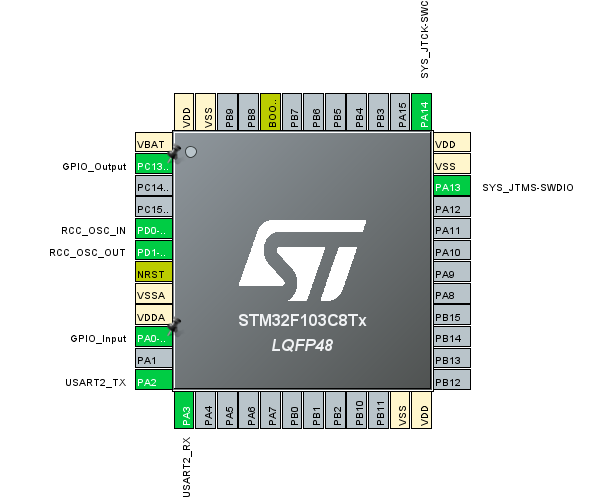 SYS_JTCK-SWC
VDD
VSS
PB9
PB8
BOO..
PB7
PB6
PB5
PB4
PB3
PA15
PA14
VBAT
GPIO_Output PC13..
PC14..
PC15..
RCC_OSC_IN PD0-..
RCC_OSC_OUT PD1-..
NRST
VSSA
VDDA
GPIO_Input PA0-..
PA1
USART2_TX PA2
VDD
VSS
PA13 SYS_JTMS-SWDIO
PA12
PA11
PA10
PA9
PA8
PB15
PB14
PB13
PB12
ST
STM32F103C8Tx
LQFP48
PA3
PA4
PA5
PA6
PA7
PB0
PB1
PB2
PB10
PB11
VSS
VDD
USART2_RX